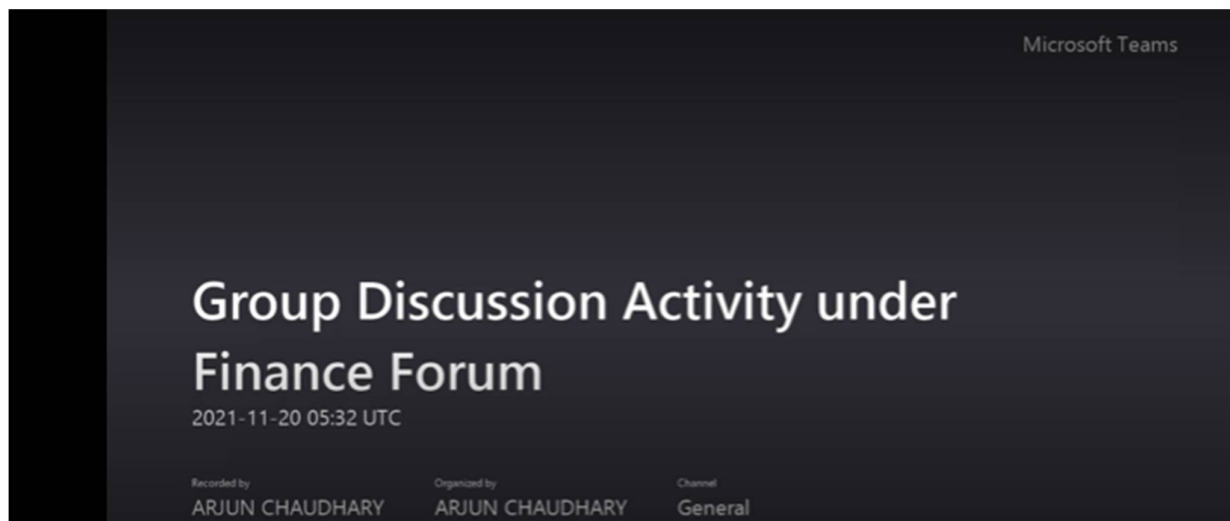 Microsoft Teams
Group Discussion Activity under
Finance Forum
2021-11-20 05:32 UTC
Recorded by Organized by Channel
ARJUN CHAUDHARY ARJUN CHAUDHARY General